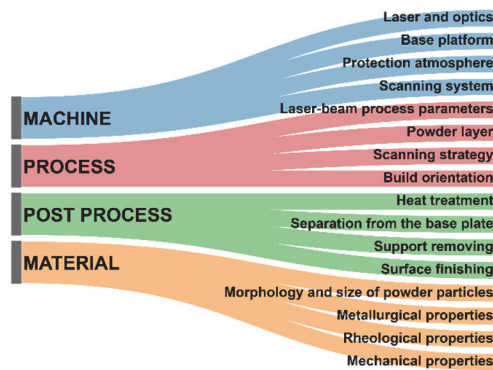 Laser and optics
Base platform
Protection atmosphere
Scanning system
MACHINE
Laser-beam process parameters
Powder layer
Scanning strategy
Build orientation
PROCESS
Heat treatment
Separation from the base plate
Support removing
Surface finishing
POST PROCESS
Morphology and size of powder particles
Metallurgical properties
Rheological properties
Mechanical properties
MATERIAL